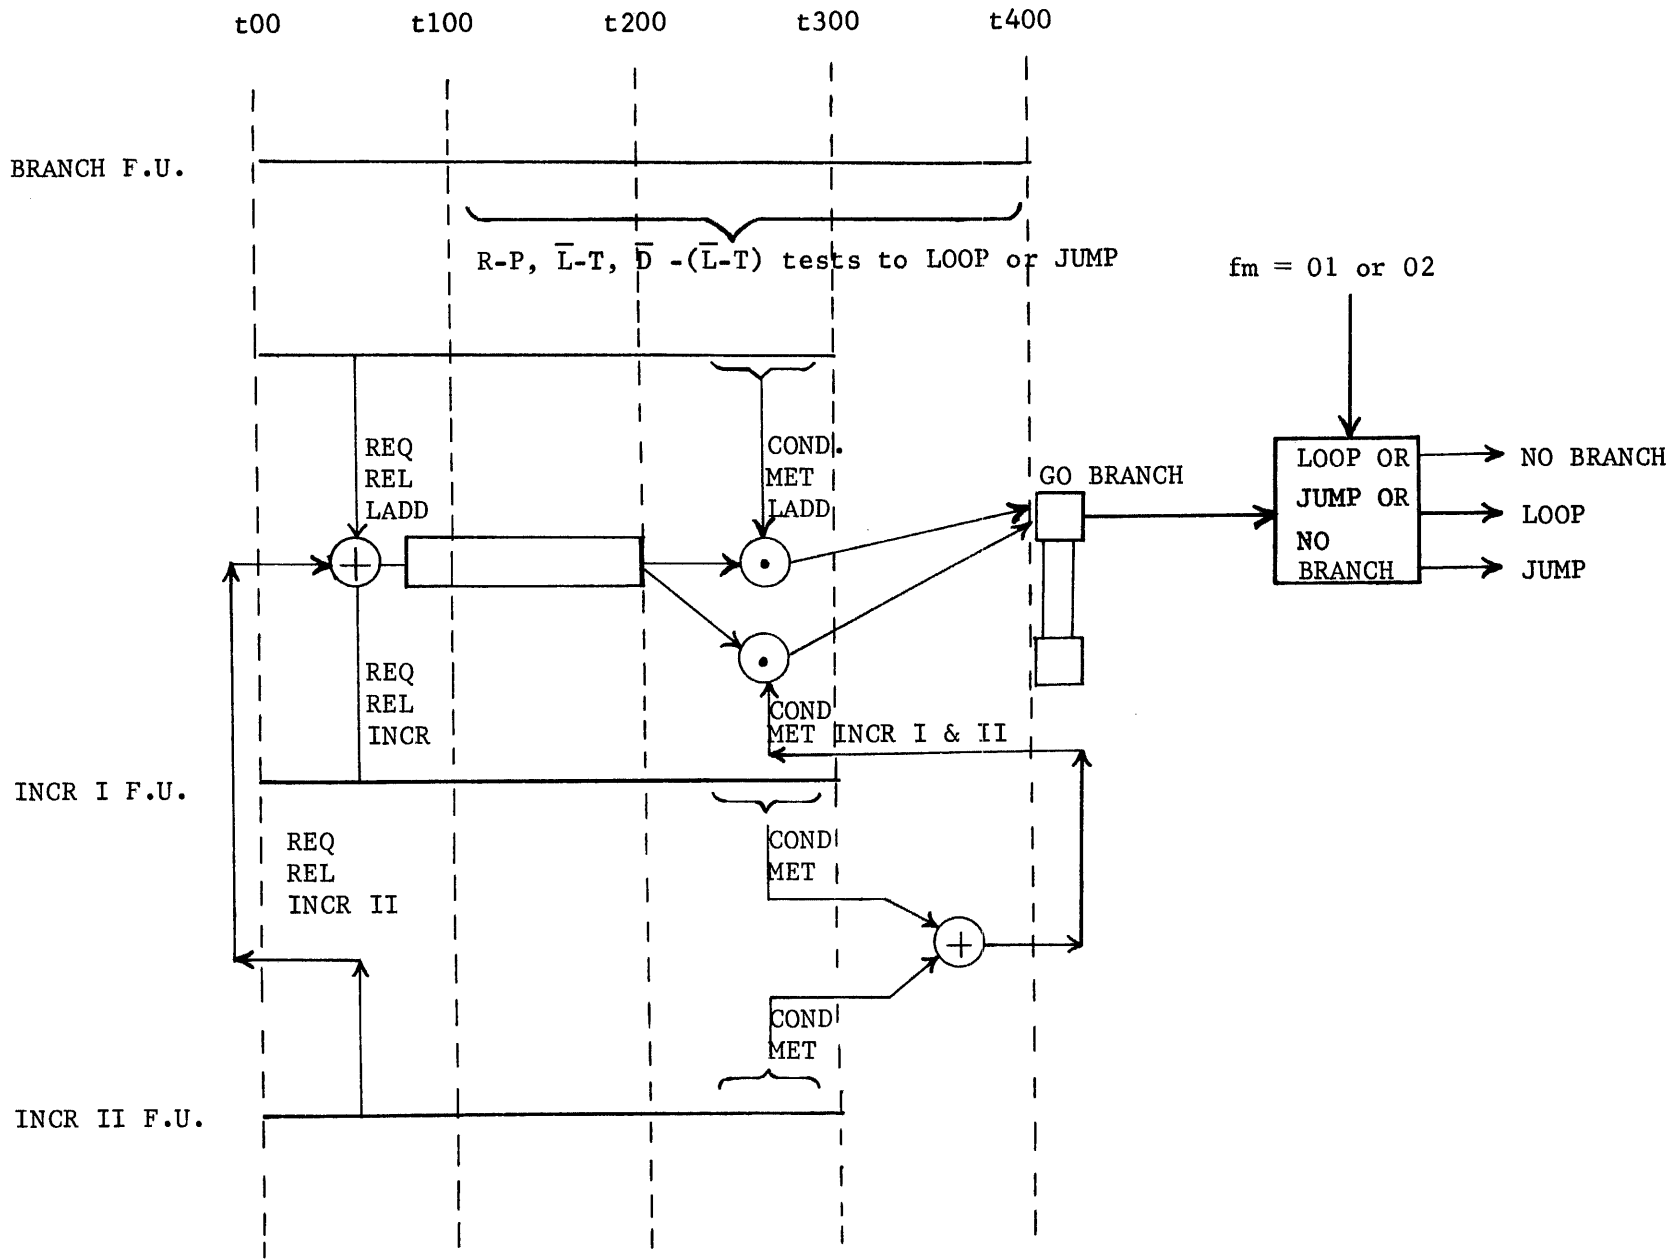 t00 t100 t200 t300 t400
BRANCH F.U.
R-P, L̅-T, D̅ -(L̅-T) tests to LOOP or JUMP
fm = 01 or 02
REQ
REL
LADD
COND.
MET
LADD
GO BRANCH
LOOP OR
JUMP OR
NO
BRANCH
NO BRANCH
LOOP
JUMP
REQ
REL
INCR
COND
MET INCR I & II
INCR I F.U.
REQ
REL
INCR II
COND
MET
COND
MET
INCR II F.U.